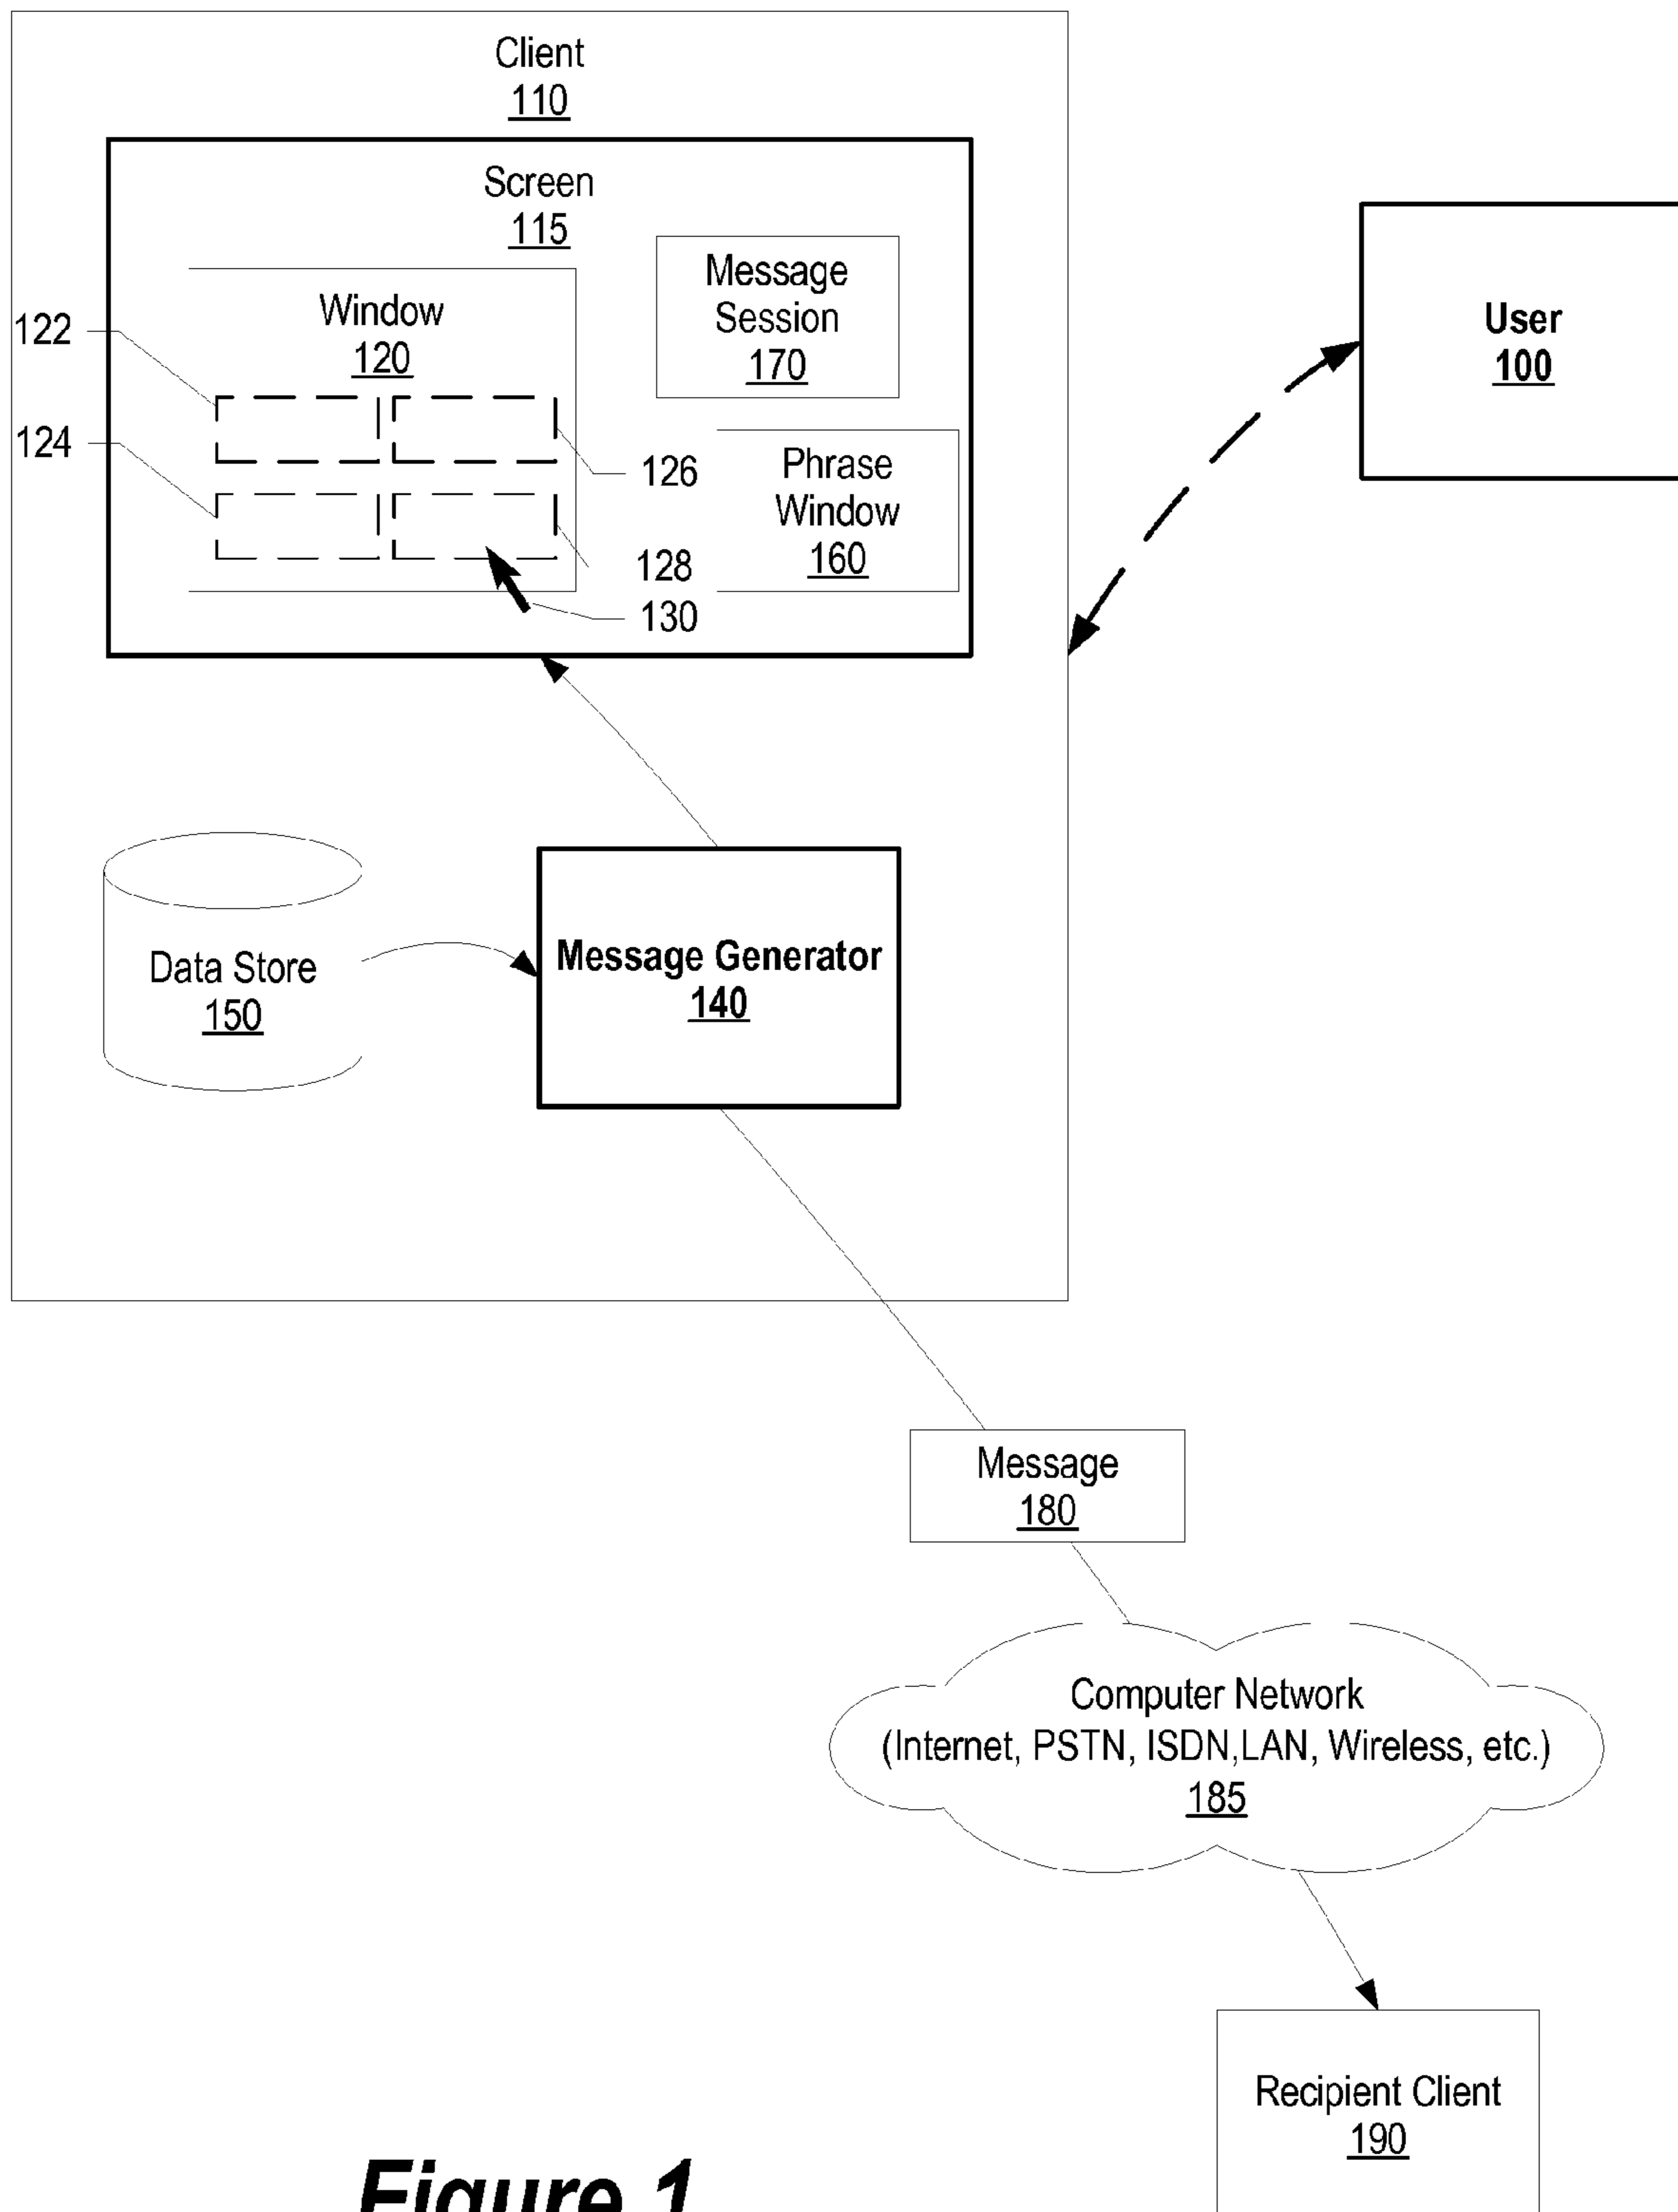 Client
110
Screen
115
Message
Session
170
User
100
Window
120
122
124
126
128
130
Phrase
Window
160
Data Store
150
Message Generator
140
Message
180
Computer Network
(Internet, PSTN, ISDN,LAN, Wireless, etc.)
185
Recipient Client
190
Figure 1